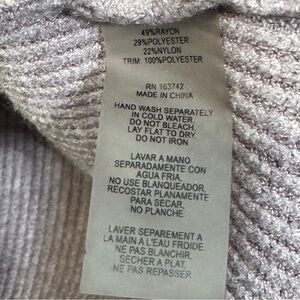 49%RAYON
29%POLYESTER
22%NYLON
TRIM: 100%POLYESTER
RN 163742
MADE IN CHINA
HAND WASH SEPARATELY
IN COLD WATER.
DO NOT BLEACH.
LAY FLAT TO DRY.
DO NOT IRON
LAVAR A MANO
SEPARADAMENTE CON
AGUA FRIA.
NO USE BLANQUEADOR.
RECOSTAR PLANAMENTE
PARA SECAR.
NO PLANCHE
LAVER SEPAREMENT A
LA MAIN A L'EAU FROIDE.
NE PAS BLANCHIR.
SECHER A PLAT.
NE PAS REPASSER